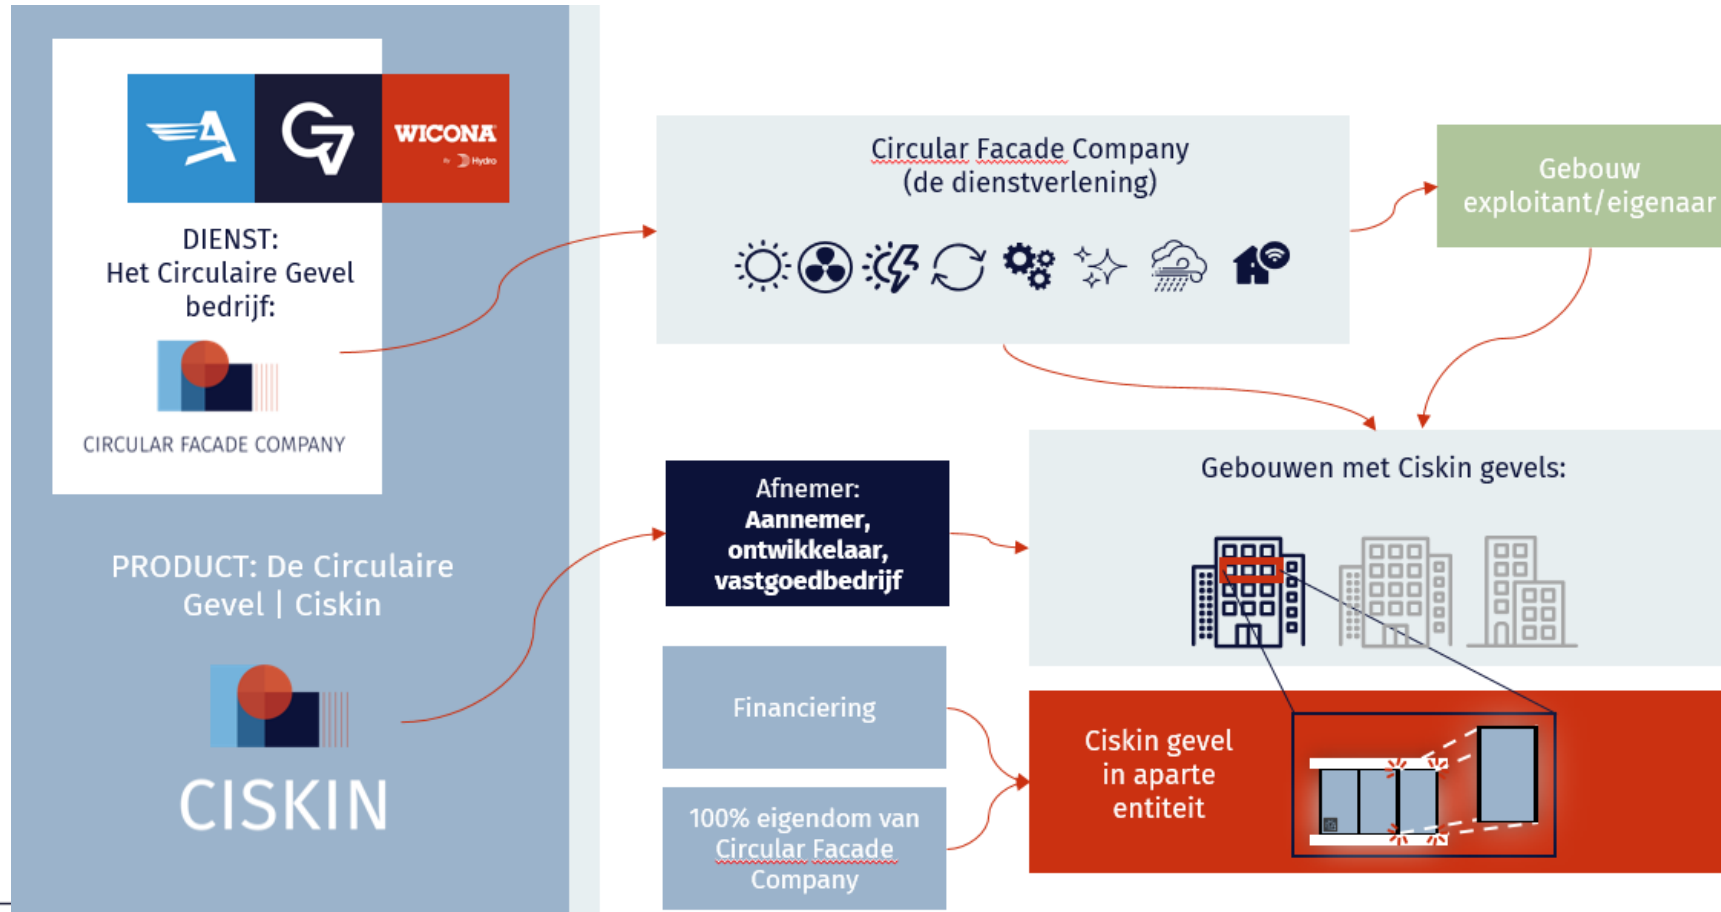 WICONA
by Hydro
DIENST:
Het Circulaire Gevel
bedrijf:
CIRCULAR FACADE COMPANY
PRODUCT: De Circulaire
Gevel | Ciskin
CISKIN
Circular Facade Company
(de dienstverlening)
Gebouw
exploitant/eigenaar
Afnemer:
Aannemer,
ontwikkelaar,
vastgoedbedrijf
Gebouwen met Ciskin gevels:
Financiering
100% eigendom van
Circular Facade
Company
Ciskin gevel
in aparte
entiteit